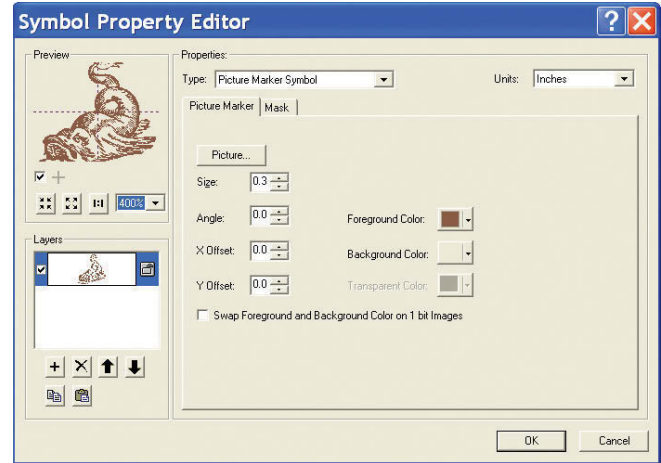 Symbol Property Editor
Preview
400%
Layers
Properties:
Type: Picture Marker Symbol
Units: Inches
Picture Marker
Mask
Picture...
Size: 0.3
Angle: 0.0
Foreground Color:
X Offset: 0.0
Background Color:
Y Offset: 0.0
Transparent Color:
Swap Foreground and Background Color on 1 bit Images
OK
Cancel
1:1